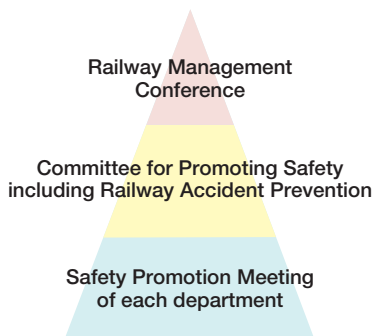 Railway Management
Conference
Committee for Promoting Safety
including Railway Accident Prevention
Safety Promotion Meeting
of each department